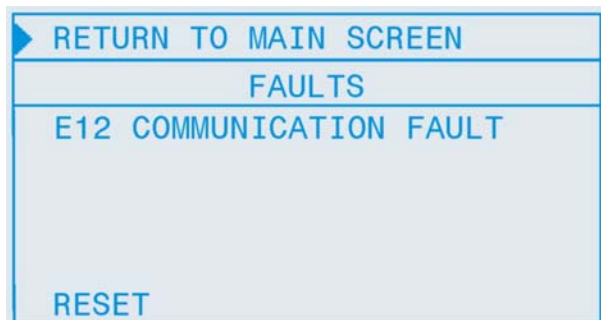 RETURN TO MAIN SCREEN
FAULTS
E12 COMMUNICATION FAULT
RESET